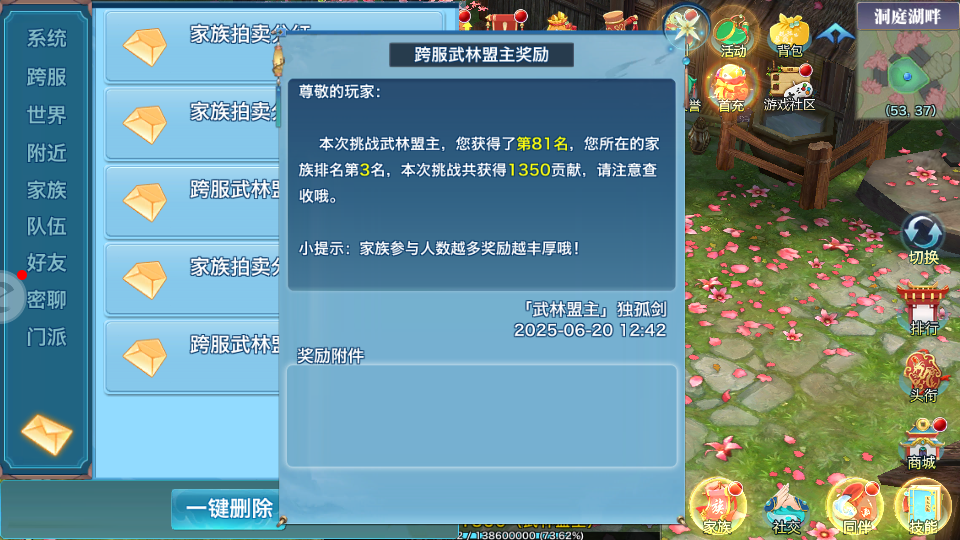 系统
跨服
世界
附近
家族
队伍
好友
密聊
门派
家族拍卖分红
家族拍卖
跨服武林
家族拍卖
跨服武林
一键删除
跨服武林盟主奖励
尊敬的玩家：
本次挑战武林盟主，您获得了第81名，您所在的家
族排名第3名，本次挑战共获得1350贡献，请注意查
收哦。
小提示：家族参与人数越多奖励越丰厚哦！
「武林盟主」独孤剑
2025-06-20 12:42
奖励附件
活动
背包
誉
首充
游戏社区
洞庭湖畔
(53, 37)
切换
排行
头衔
商城
家族
社交
同伴
技能
/138600000 (73.62%)